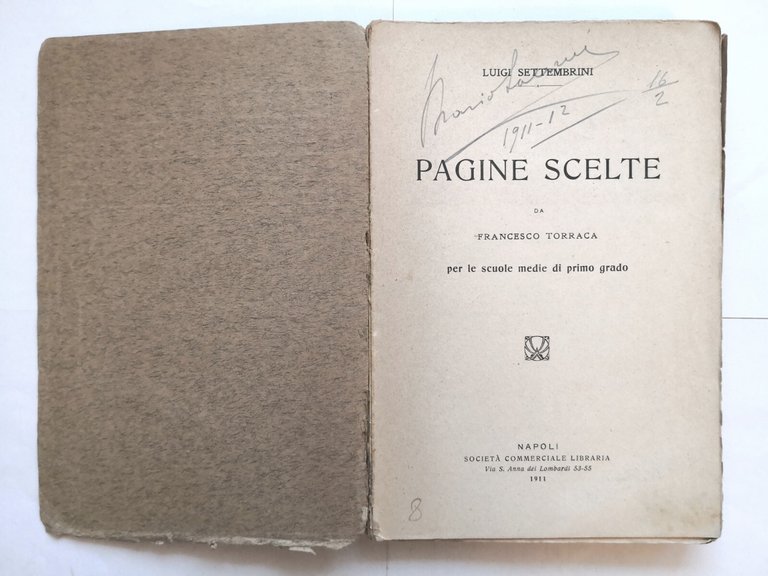 LUIGI SETTEMBRINI
1911-12
16/2
PAGINE SCELTE
DA
FRANCESCO TORRACA
per le scuole medie di primo grado
NAPOLI
SOCIETÀ COMMERCIALE LIBRARIA
Via S. Anna dei Lombardi 53-55
1911
8